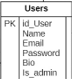 Users
PK id_User
Name
Email
Password
Bio
Is_admin